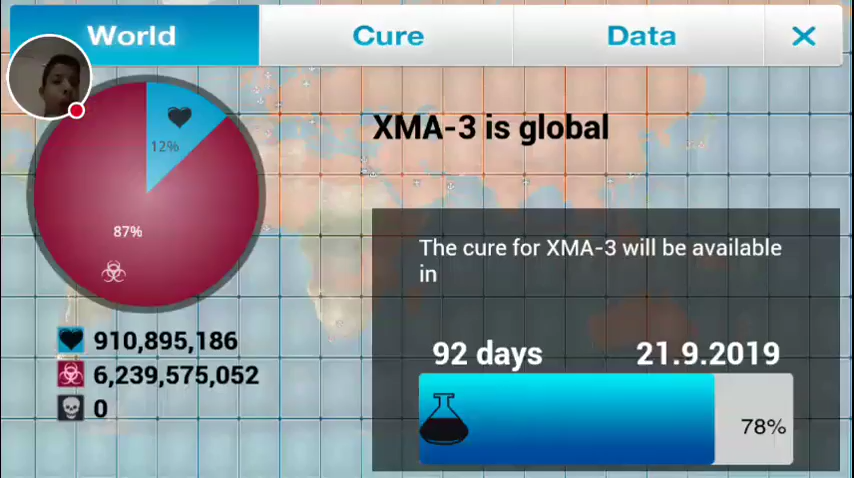 World
Cure
Data
12%
87%
XMA-3 is global
The cure for XMA-3 will be available
in
92 days
21.9.2019
78%
910,895,186
6,239,575,052
0